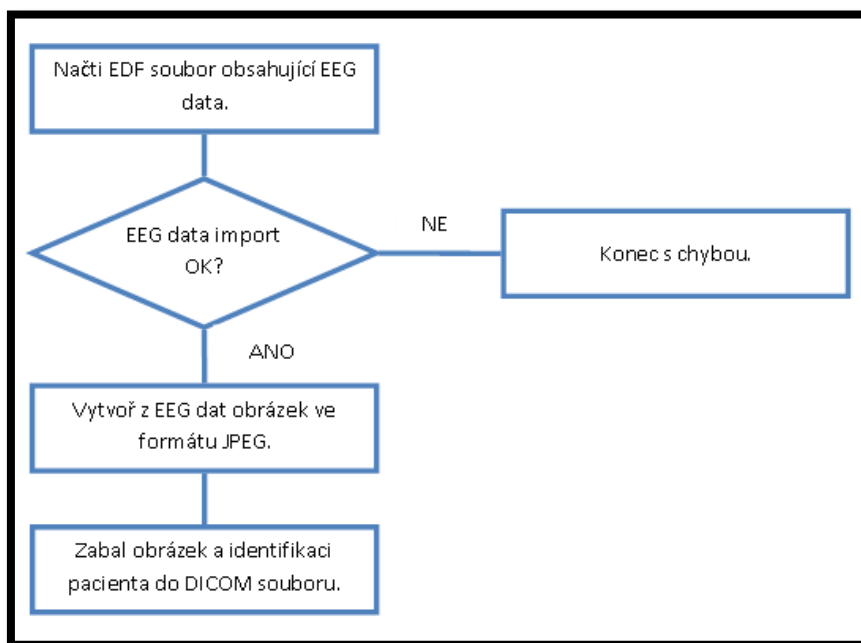 Načti EDF soubor obsahující EEG
data.
EEG data import
OK?
NE
Konec s chybou.
ANO
Vytvoř z EEG dat obrázek ve
formátu JPEG.
Zabal obrázek a identifikaci
pacienta do DICOM souboru.